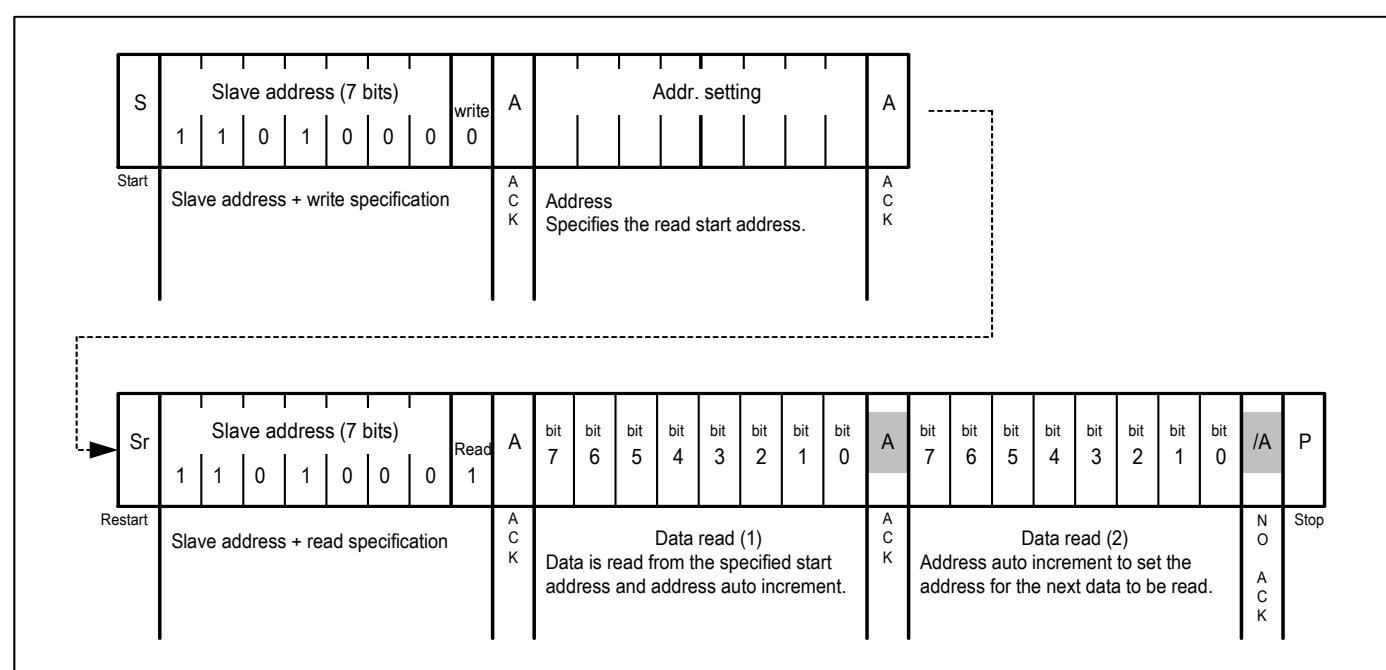 S Slave address (7 bits) write A Addr. setting A
1 1 0 1 0 0 0 0
Start Slave address + write specification
A
C
K
Address
Specifies the read start address.
A
C
K
Sr Slave address (7 bits) Read A bit bit bit bit bit bit bit bit A bit bit bit bit bit bit bit bit /A P
1 1 0 1 0 0 0 1 7 6 5 4 3 2 1 0 7 6 5 4 3 2 1 0
Restart Slave address + read specification
A
C
K
Data read (1)
Data is read from the specified start
address and address auto increment.
A
C
K
Data read (2)
Address auto increment to set the
address for the next data to be read.
N
O
A
C
K
Stop